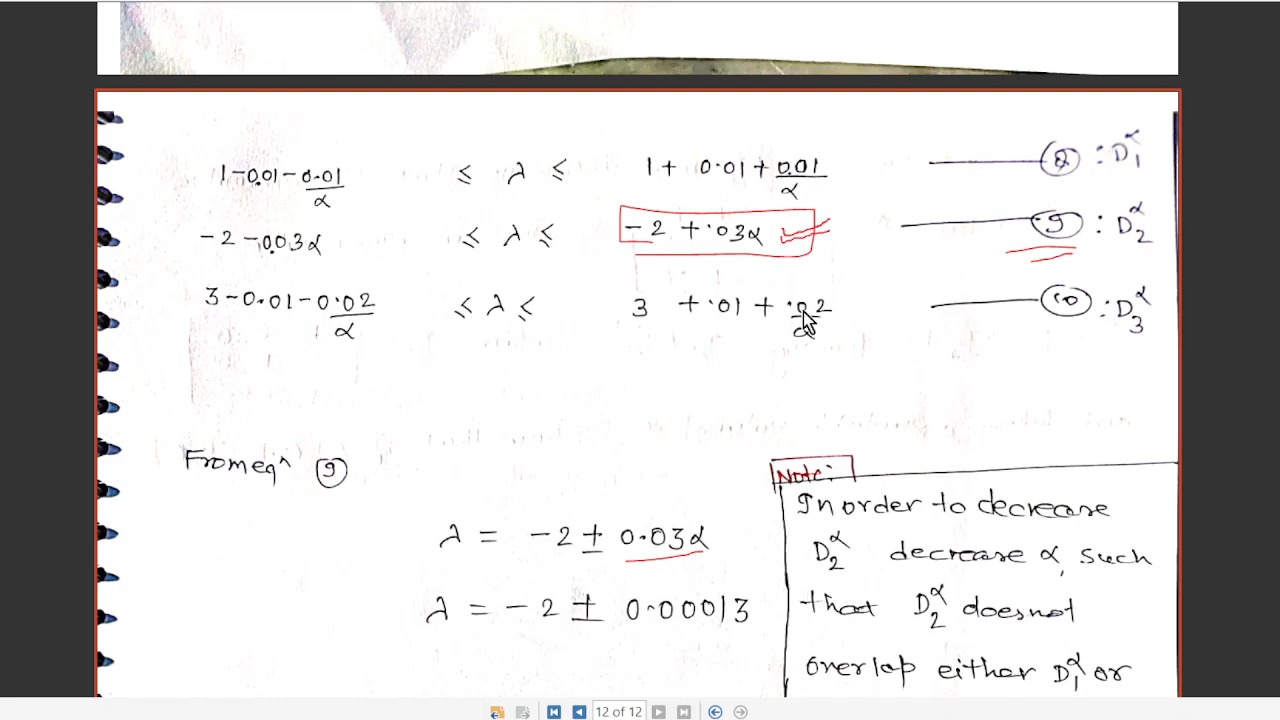 1-0.01-0.01/α ≤ λ ≤ 1+ 0.01+0.01/α —— ⑧ : D₁^α
-2-0.03α ≤ λ ≤ -2 +.03α —— ⑨ : D₂^α
3-0.01-0.02/α ≤ λ ≤ 3 +.01+.02/α —— ⑩ : D₃^α
From eqⁿ ⑨
λ = -2 ± 0.03α
λ = -2 ± 0.00013
Note:
In order to decrease
D₂^α decrease α, such
that D₂^α does not
overlap either D₁^α or
12 of 12